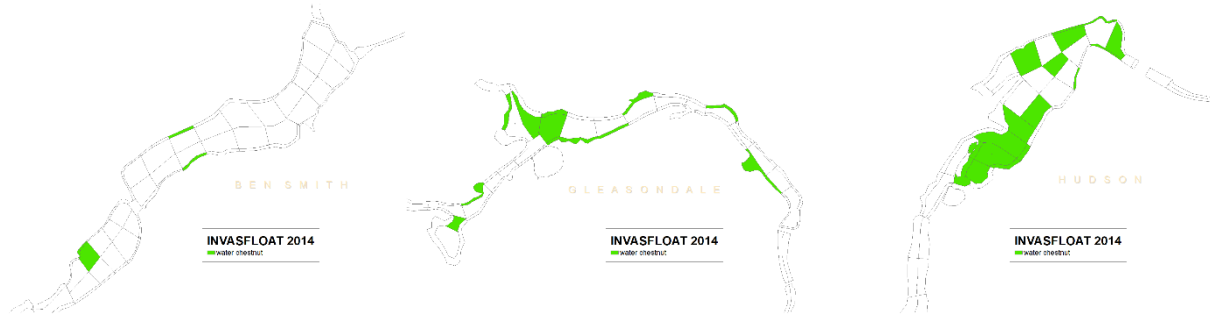 BEN SMITH
INVASFLOAT 2014
water chestnut
GLEASONDALE
INVASFLOAT 2014
water chestnut
HUDSON
INVASFLOAT 2014
water chestnut